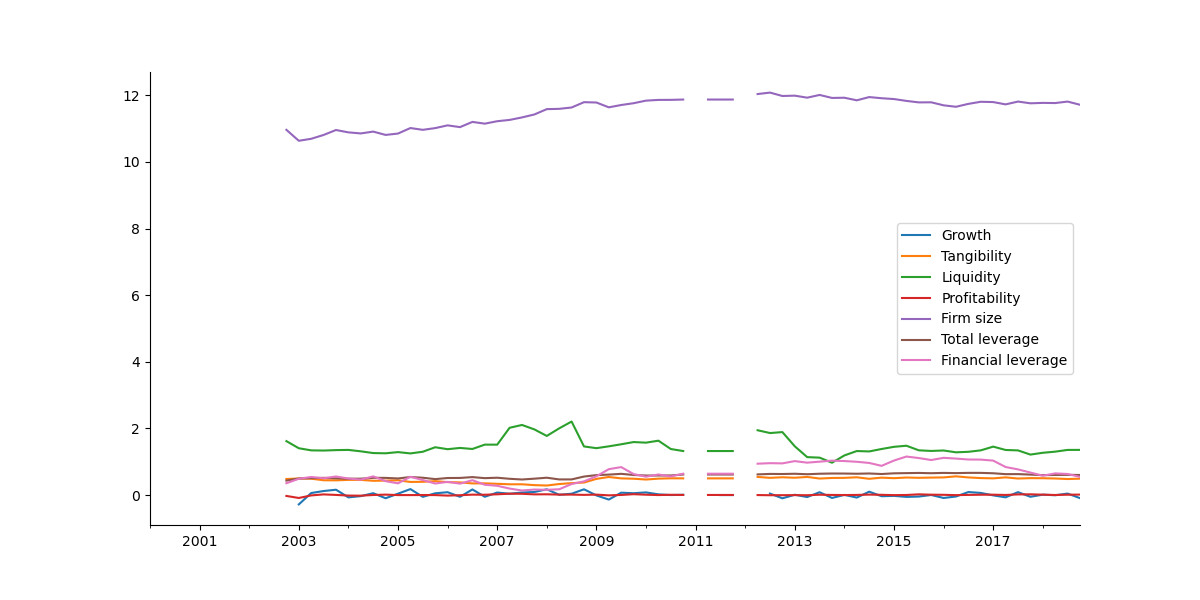 12
10
8
6
4
2
0
Growth
Tangibility
Liquidity
Profitability
Firm size
Total leverage
Financial leverage
2001 2003 2005 2007 2009 2011 2013 2015 2017